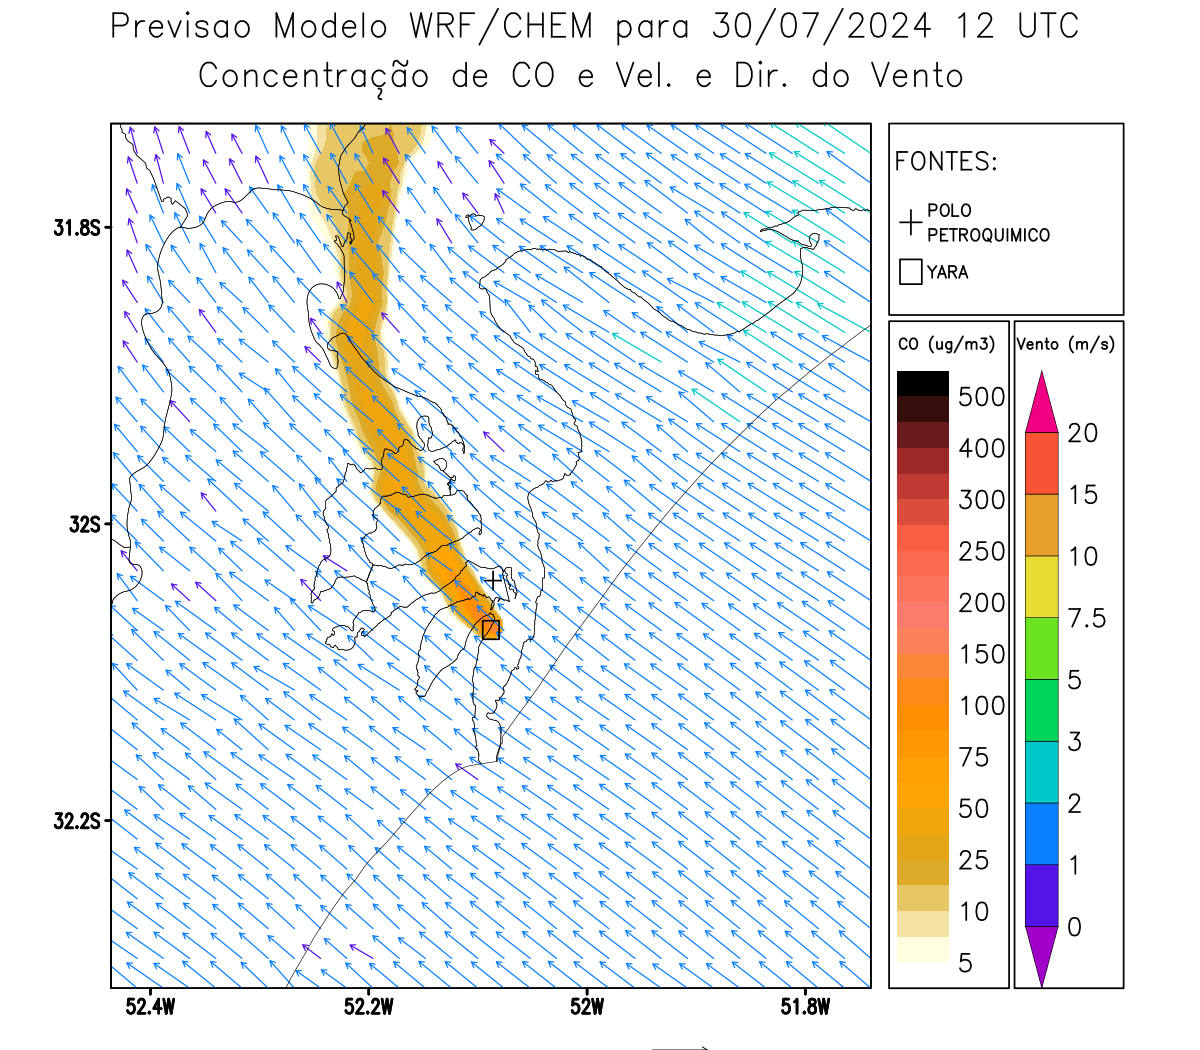 Previsao Modelo WRF/CHEM para 30/07/2024 12 UTC
Concentração de CO e Vel. e Dir. do Vento
FONTES:
POLO
PETROQUIMICO
YARA
CO (ug/m3)
500
400
300
250
200
150
100
75
50
25
10
5
Vento (m/s)
20
15
10
7.5
5
3
2
1
0
31.8S
32S
32.2S
52.4W
52.2W
52W
51.8W